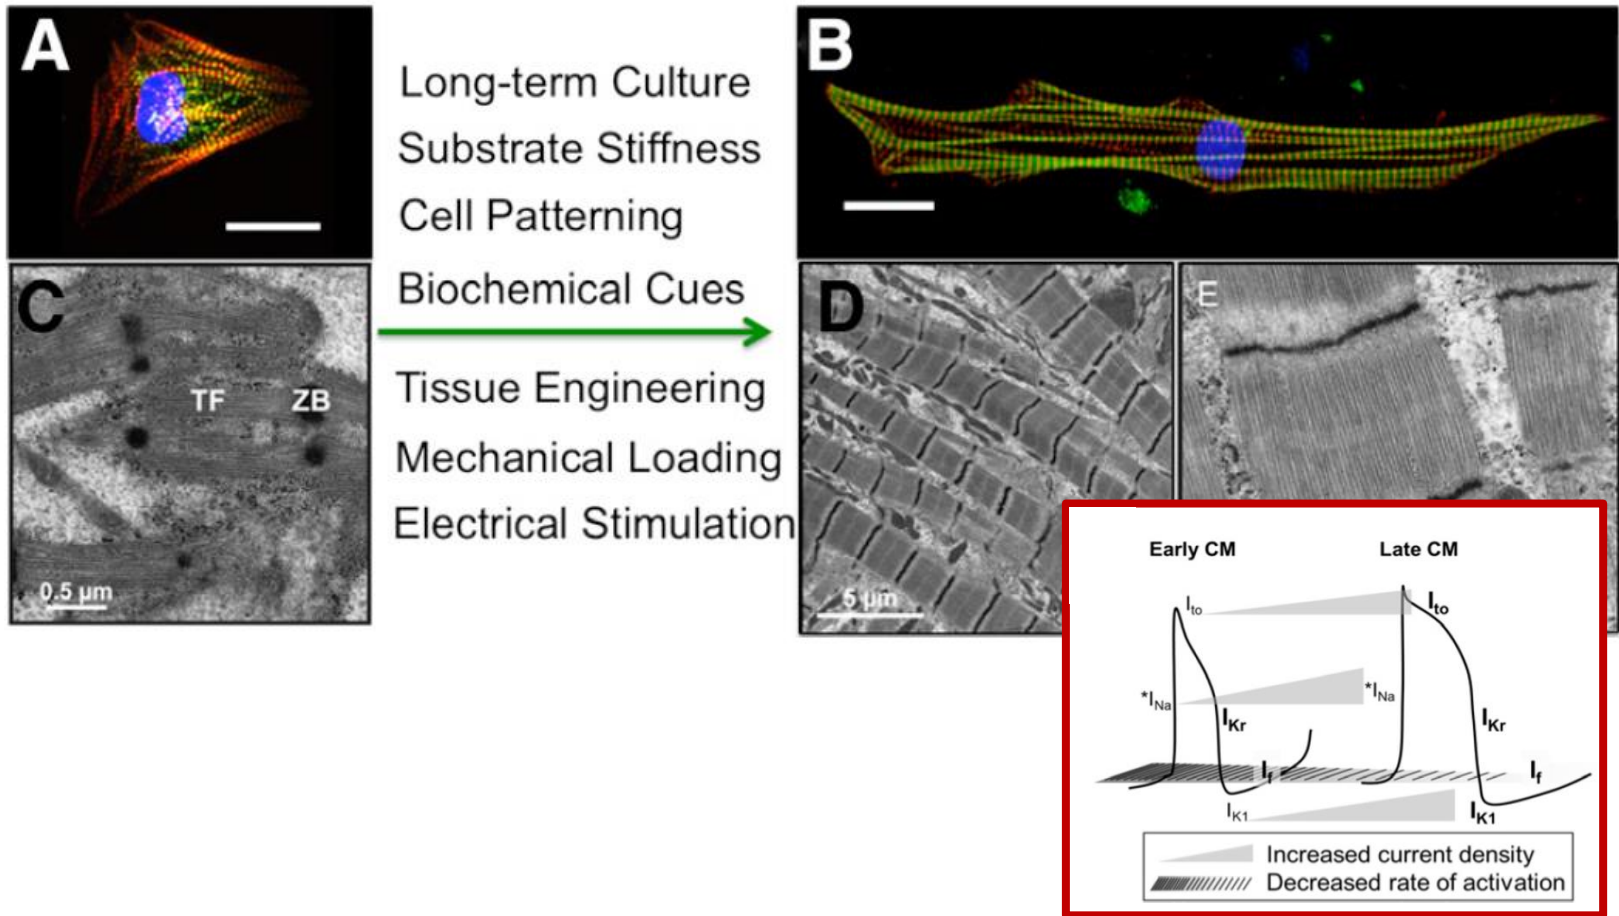 A
Long-term Culture
Substrate Stiffness
Cell Patterning
Biochemical Cues
Tissue Engineering
Mechanical Loading
Electrical Stimulation
B
C
TF
ZB
0.5 µm
D
5 µm
E
Early CM
Late CM
Ito
Ito
*INa
*INa
IKr
IKr
If
If
IK1
IK1
Increased current density
Decreased rate of activation